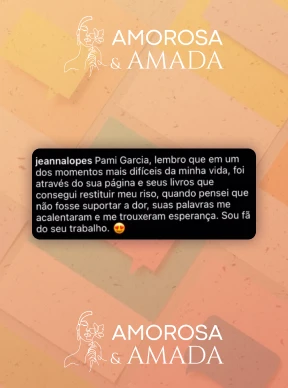 AMOROSA
& AMADA
jeannalopes Pami Garcia, lembro que em um
dos momentos mais difíceis da minha vida, foi
através do sua página e seus livros que
consegui restituir meu riso, quando pensei que
não fosse suportar a dor, suas palavras me
acalentaram e me trouxeram esperança. Sou fã
do seu trabalho. 😍
AMOROSA
& AMADA